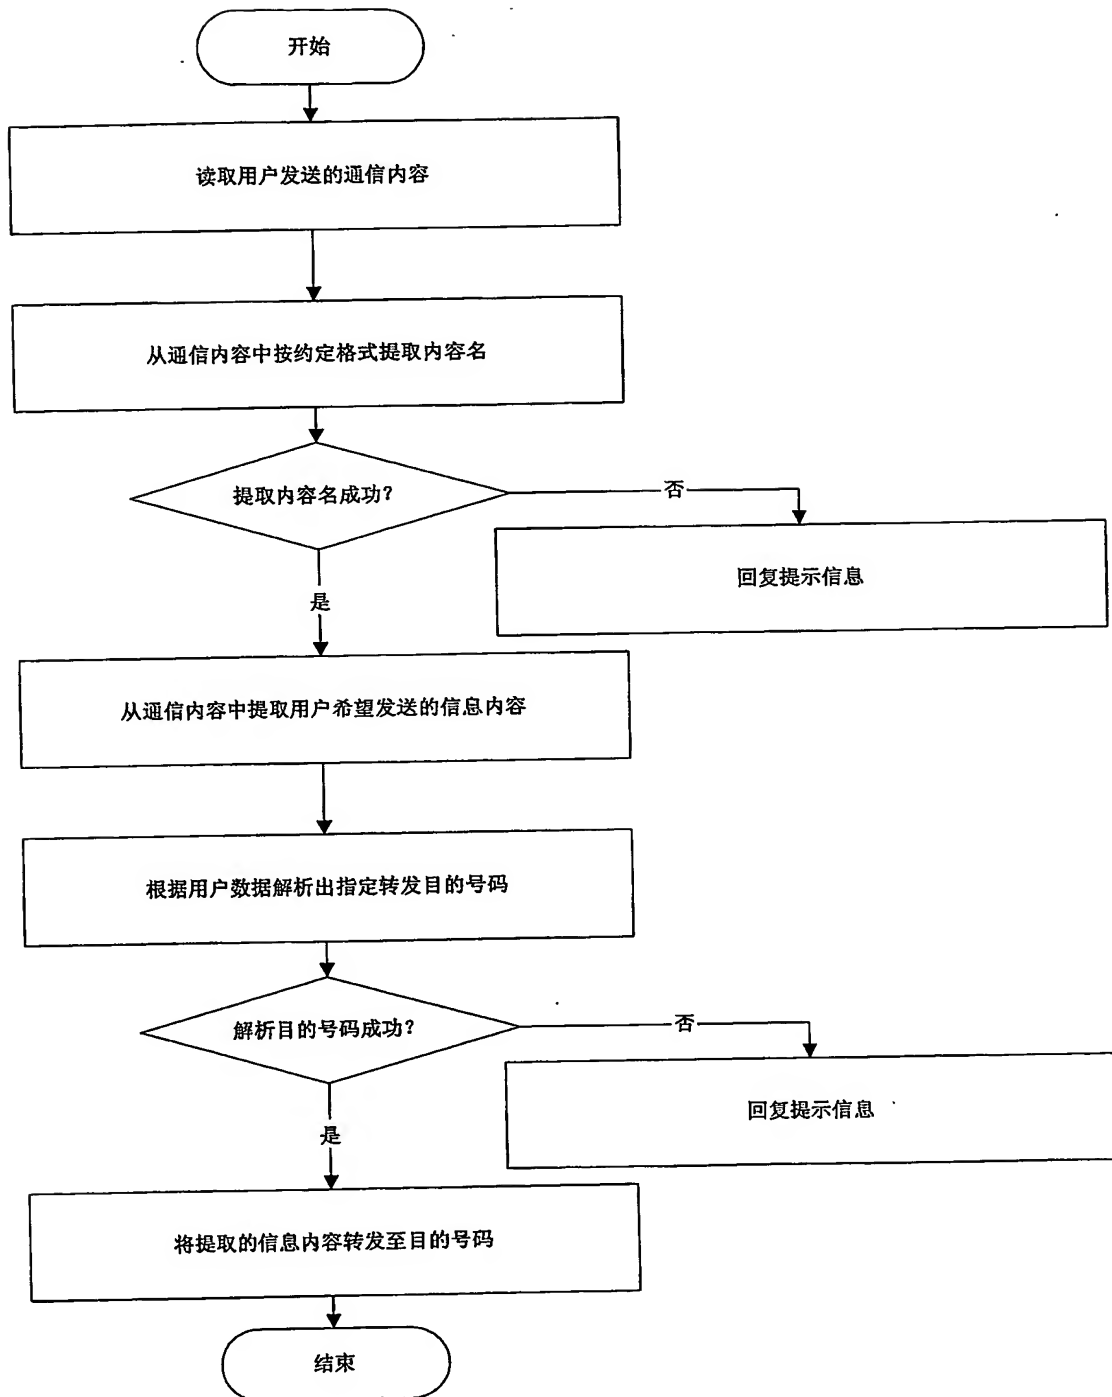 开始
读取用户发送的通信内容
从通信内容中按约定格式提取内容名
提取内容名成功?
否
回复提示信息
是
从通信内容中提取用户希望发送的信息内容
根据用户数据解析出指定转发目的号码
解析目的号码成功?
否
回复提示信息
是
将提取的信息内容转发至目的号码
结束